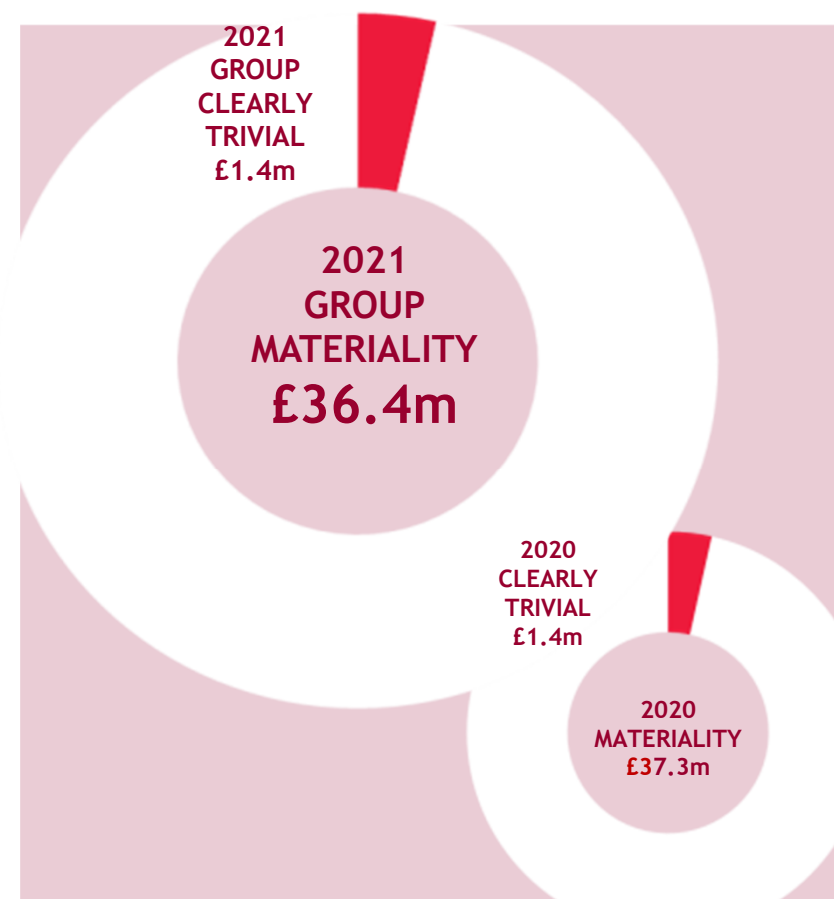 2021
GROUP
CLEARLY
TRIVIAL
£1.4m
2021
GROUP
MATERIALITY
£36.4m
2020
CLEARLY
TRIVIAL
£1.4m
2020
MATERIALITY
£37.3m